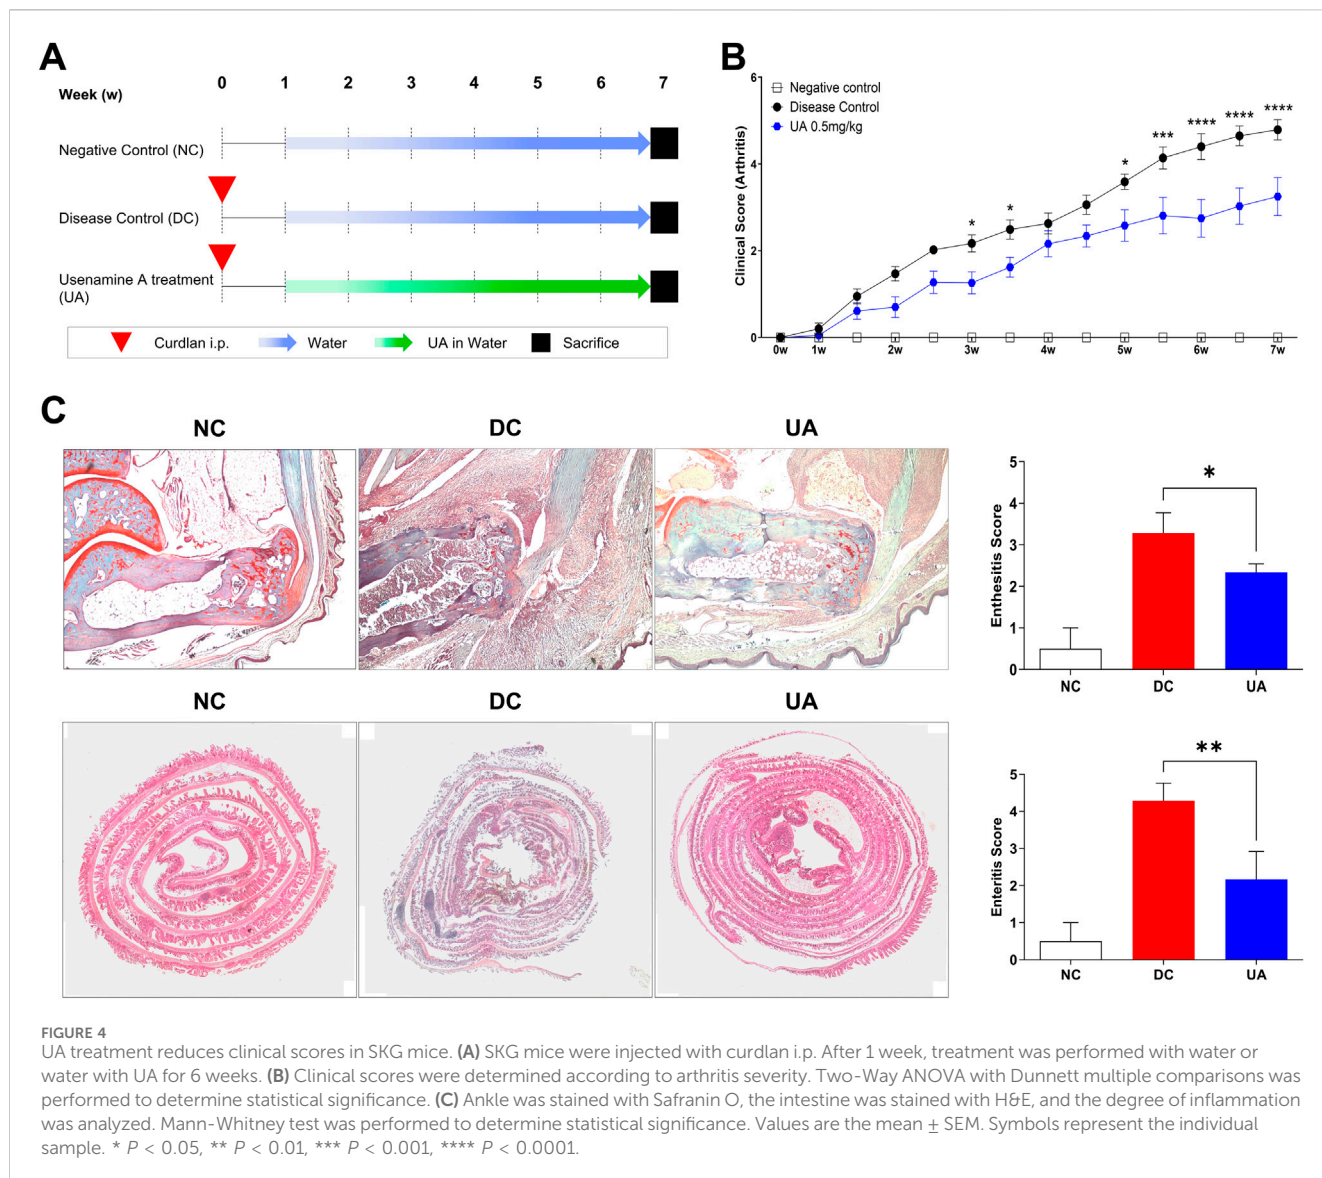 A
Week (w)
0 1 2 3 4 5 6 7
Negative Control (NC)
Disease Control (DC)
Usenamine A treatment
(UA)
Curdlan i.p. Water UA in Water Sacrifice
B
Negative control
Disease Control
UA 0.5mg/kg
Clinical Score (Arthritis)
6
4
2
0
* * * *** **** **** ****
0w 1w 2w 3w 4w 5w 6w 7w
C
NC DC UA
Enthesitis Score
5
4
3
2
1
0
*
NC DC UA
NC DC UA
Enteritis Score
5
4
3
2
1
0
**
NC DC UA
FIGURE 4
UA treatment reduces clinical scores in SKG mice. (A) SKG mice were injected with curdlan i.p. After 1 week, treatment was performed with water or
water with UA for 6 weeks. (B) Clinical scores were determined according to arthritis severity. Two-Way ANOVA with Dunnett multiple comparisons was
performed to determine statistical significance. (C) Ankle was stained with Safranin O, the intestine was stained with H&E, and the degree of inflammation
was analyzed. Mann-Whitney test was performed to determine statistical significance. Values are the mean ± SEM. Symbols represent the individual
sample. * P < 0.05, ** P < 0.01, *** P < 0.001, **** P < 0.0001.